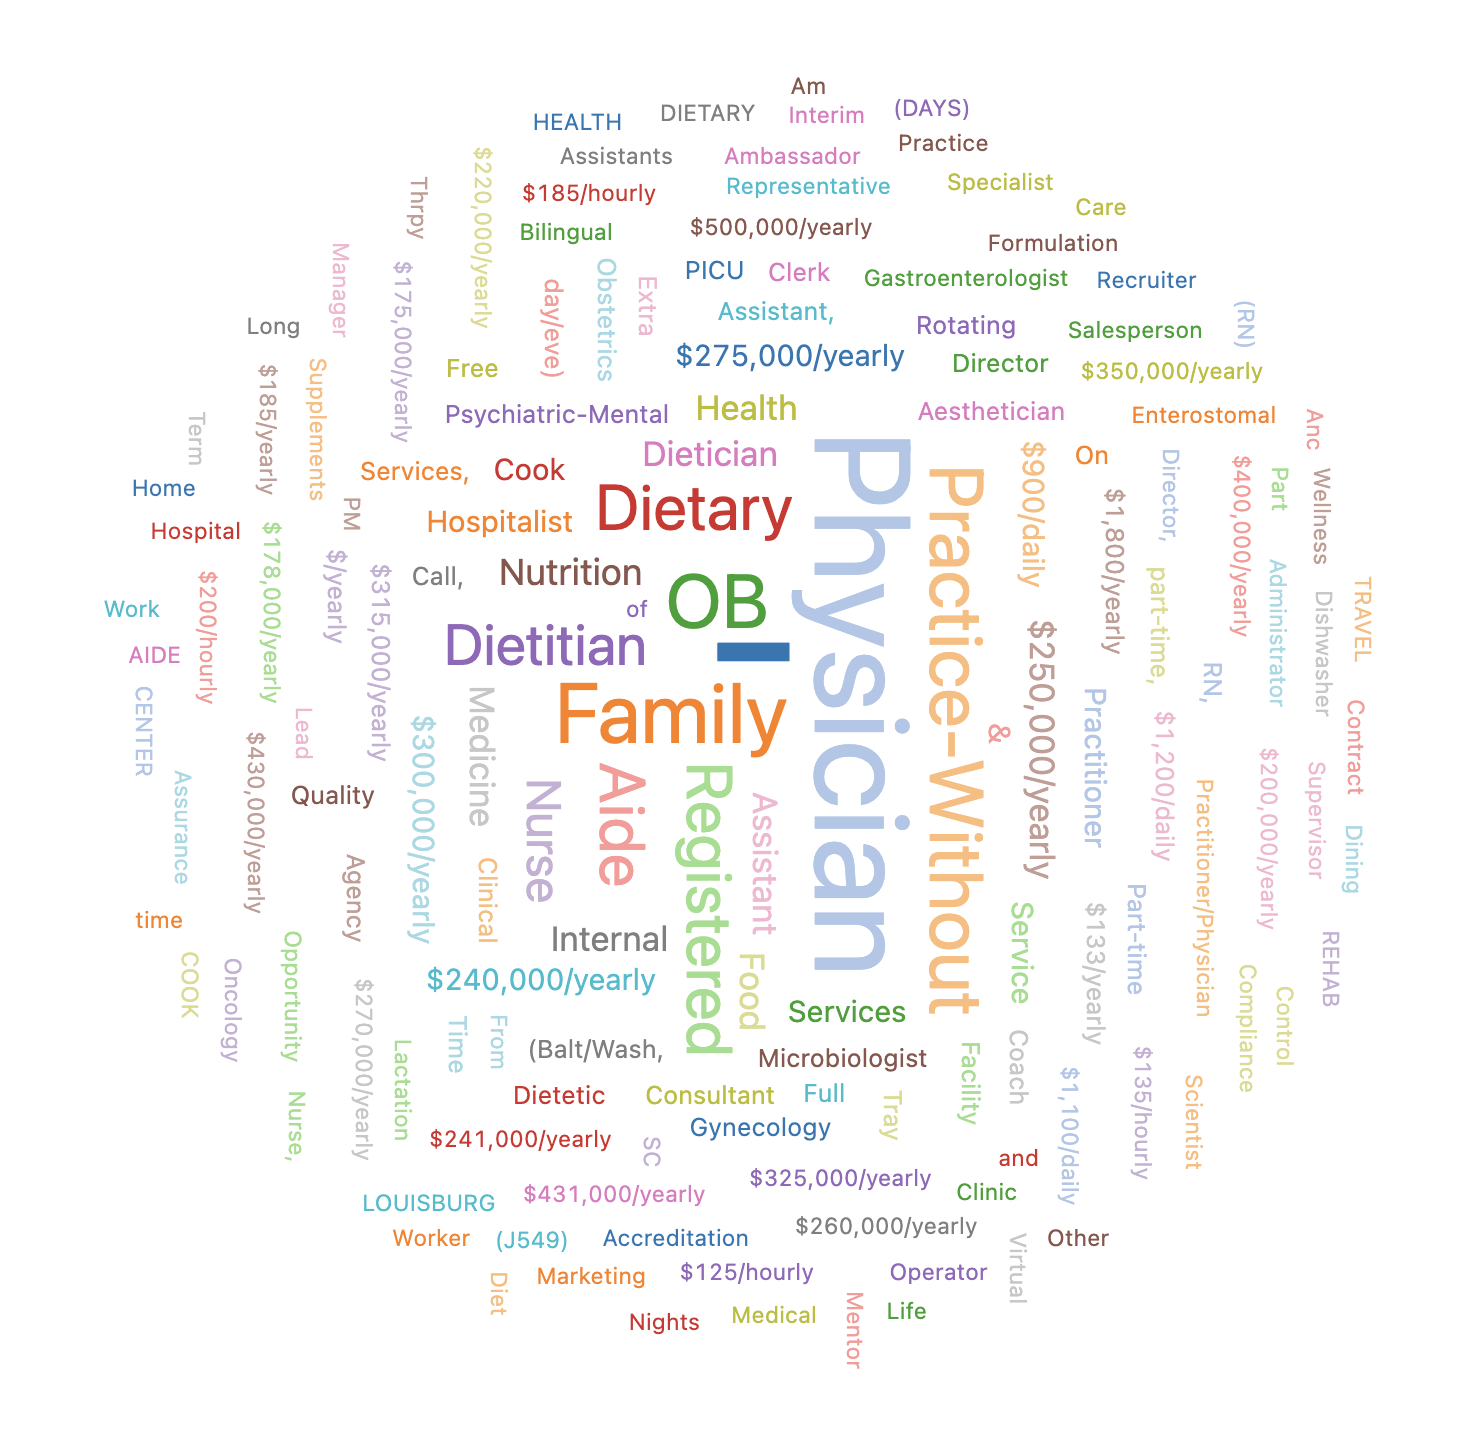 Am
HEALTH
DIETARY
Interim
(DAYS)
Practice
Assistants
Ambassador
$185/hourly
Representative
Specialist
Care
Thrpy
$220,000/yearly
Bilingual
$500,000/yearly
Formulation
Manager
$175,000/yearly
day/eve)
Obstetrics
Extra
PICU
Clerk
Gastroenterologist
Recruiter
Long
Assistant,
Rotating
Salesperson
(RN)
$275,000/yearly
Director
$350,000/yearly
Free
$185/yearly
Supplements
Psychiatric-Mental
Health
Aesthetician
Enterostomal
Anc
Term
Dietician
Services,
Cook
Physician
Practice-Without
$900/daily
On
Director,
$400,000/yearly
Part
Wellness
Home
PM
Dietary
$1,800/yearly
Hospital
$178,000/yearly
Hospitalist
$/yearly
$315,000/yearly
Call,
Nutrition
OB
part-time,
Administrator
Dishwasher
TRAVEL
Work
$200/hourly
of
AIDE
Dietitian
_
$250,000/yearly
RN,
CENTER
Lead
Medicine
Family
&
Practitioner
$1,200/daily
Contract
$430,000/yearly
$300,000/yearly
Assurance
Quality
Nurse
Aide
Registered
Assistant
Practitioner/Physician
$200,000/yearly
Supervisor
Dining
Agency
Clinical
time
Internal
Service
$133/yearly
Part-time
REHAB
COOK
Oncology
Opportunity
$270,000/yearly
$240,000/yearly
Food
Services
Compliance
Control
Time
From
(Balt/Wash,
Microbiologist
Facility
Coach
Lactation
Nurse,
Dietetic
Consultant
Full
Tray
$1,100/daily
$135/hourly
Scientist
$241,000/yearly
SC
Gynecology
and
$325,000/yearly
Clinic
LOUISBURG
$431,000/yearly
$260,000/yearly
Worker
(J549)
Accreditation
Virtual
Other
Diet
Marketing
$125/hourly
Operator
Nights
Medical
Mentor
Life